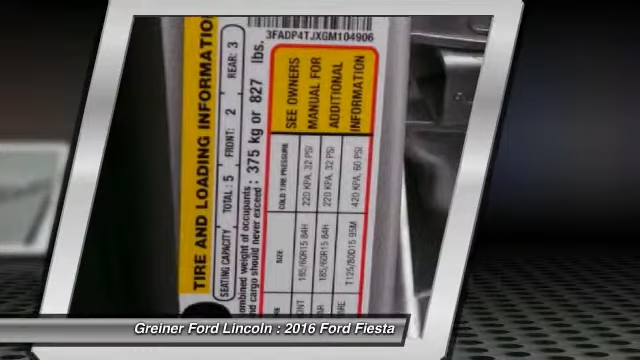 3FADP4TJXGM104906
TIRE AND LOADING INFORMATION
SEATING CAPACITY TOTAL : 5 FRONT: 2 REAR: 3
ombined weight of occupants
nd cargo should never exceed : 375 kg or 827 lbs.
SIZE COLD TIRE PRESSURE
ONT 185/60R15 84H 220 KPA, 32 PSI
185/60R15 84H 220 KPA, 32 PSI
T125/80D15 95M 420 KPA, 60 PSI
SEE OWNERS
MANUAL FOR
ADDITIONAL
INFORMATION
Greiner Ford Lincoln : 2016 Ford Fiesta